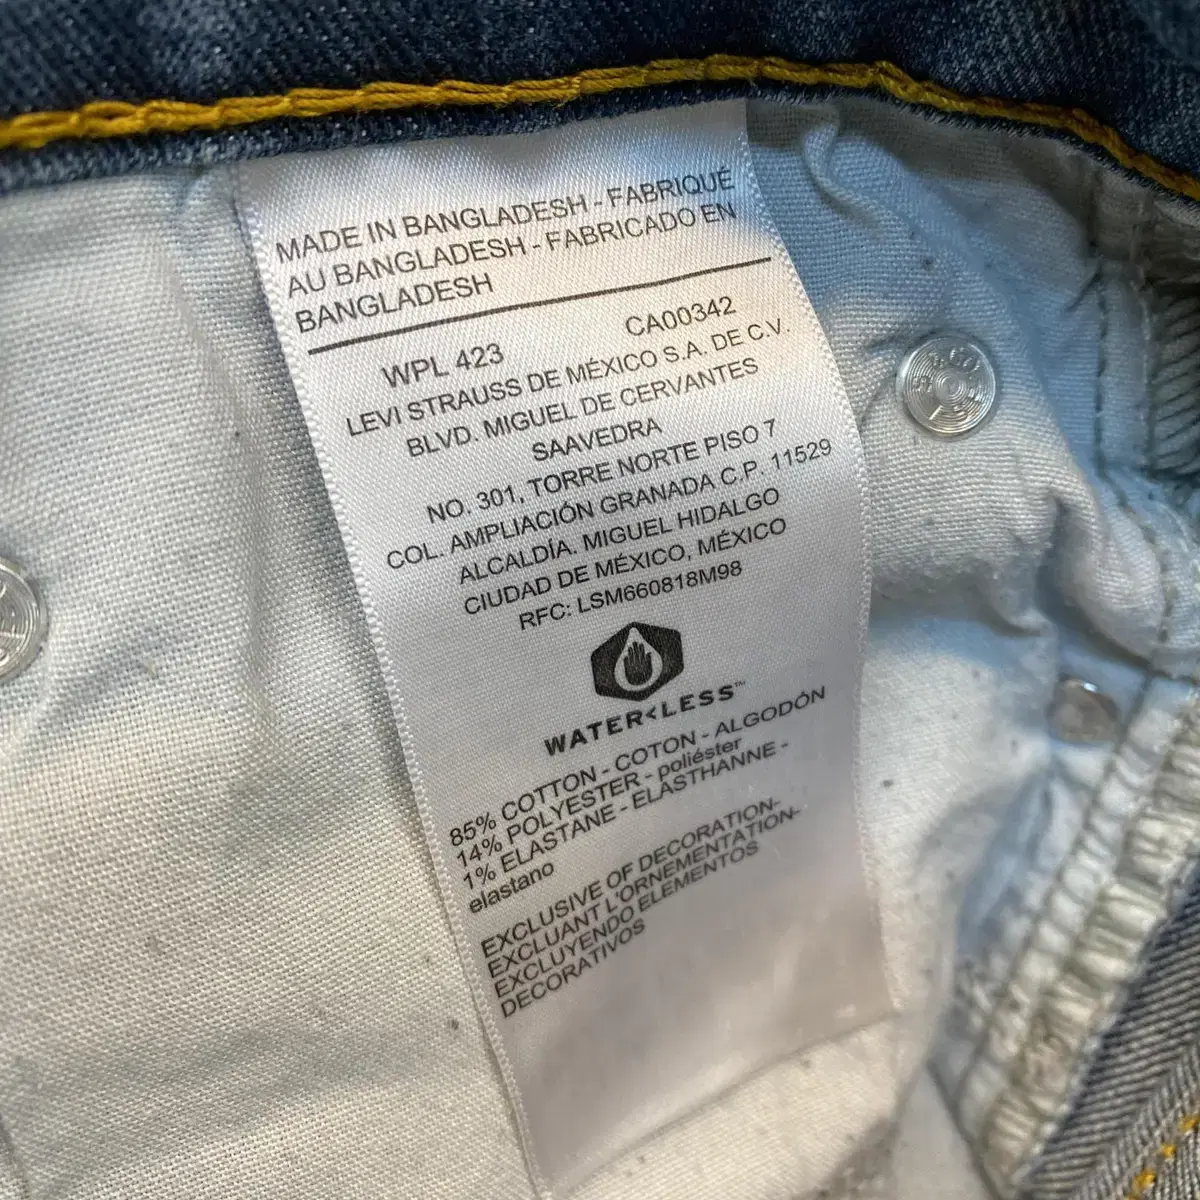 MADE IN BANGLADESH - FABRIQUÉ
AU BANGLADESH - FABRICADO EN
BANGLADESH
WPL 423 CA00342
LEVI STRAUSS DE MÉXICO S.A. DE C.V.
BLVD. MIGUEL DE CERVANTES
SAAVEDRA
NO. 301, TORRE NORTE PISO 7
COL. AMPLIACIÓN GRANADA C.P. 11529
ALCALDÍA. MIGUEL HIDALGO
CIUDAD DE MÉXICO, MÉXICO
RFC: LSM660818M98
WATER<LESS™
85% COTTON - COTON - ALGODÓN
14% POLYESTER - poliéster
1% ELASTANE - ELASTHANNE -
elastano
EXCLUSIVE OF DECORATION-
EXCLUANT L'ORNEMENTATION-
EXCLUYENDO ELEMENTOS
DECORATIVOS